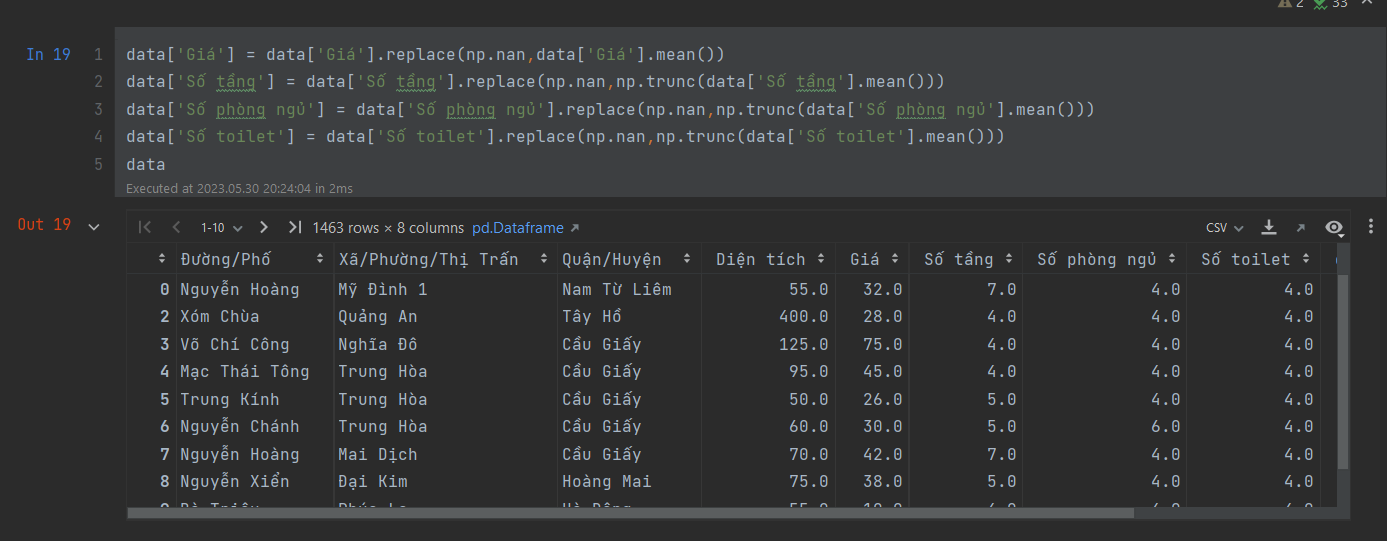 2 33
In 19
1 data['Giá'] = data['Giá'].replace(np.nan,data['Giá'].mean())
2 data['Số tầng'] = data['Số tầng'].replace(np.nan,np.trunc(data['Số tầng'].mean()))
3 data['Số phòng ngủ'] = data['Số phòng ngủ'].replace(np.nan,np.trunc(data['Số phòng ngủ'].mean()))
4 data['Số toilet'] = data['Số toilet'].replace(np.nan,np.trunc(data['Số toilet'].mean()))
5 data
Executed at 2023.05.30 20:24:04 in 2ms
Out 19 1-10 1463 rows × 8 columns pd.Dataframe CSV
Đường/Phố Xã/Phường/Thị Trấn Quận/Huyện Diện tích Giá Số tầng Số phòng ngủ Số toilet
0 Nguyễn Hoàng Mỹ Đình 1 Nam Từ Liêm 55.0 32.0 7.0 4.0 4.0
2 Xóm Chùa Quảng An Tây Hồ 400.0 28.0 4.0 4.0 4.0
3 Võ Chí Công Nghĩa Đô Cầu Giấy 125.0 75.0 4.0 4.0 4.0
4 Mạc Thái Tông Trung Hòa Cầu Giấy 95.0 45.0 4.0 4.0 4.0
5 Trung Kính Trung Hòa Cầu Giấy 50.0 26.0 5.0 4.0 4.0
6 Nguyễn Chánh Trung Hòa Cầu Giấy 60.0 30.0 5.0 6.0 4.0
7 Nguyễn Hoàng Mai Dịch Cầu Giấy 70.0 42.0 7.0 4.0 4.0
8 Nguyễn Xiển Đại Kim Hoàng Mai 75.0 38.0 5.0 4.0 4.0